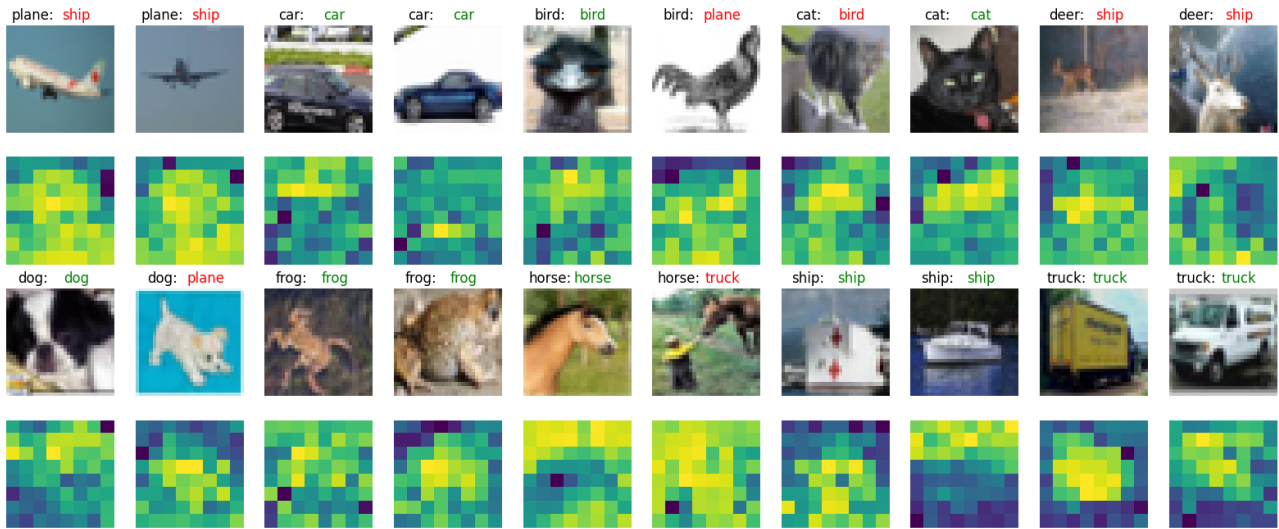 plane: ship plane: ship car: car car: car bird: bird bird: plane cat: bird cat: cat deer: ship deer: ship
dog: dog dog: plane frog: frog frog: frog horse: horse horse: truck ship: ship ship: ship truck: truck truck: truck